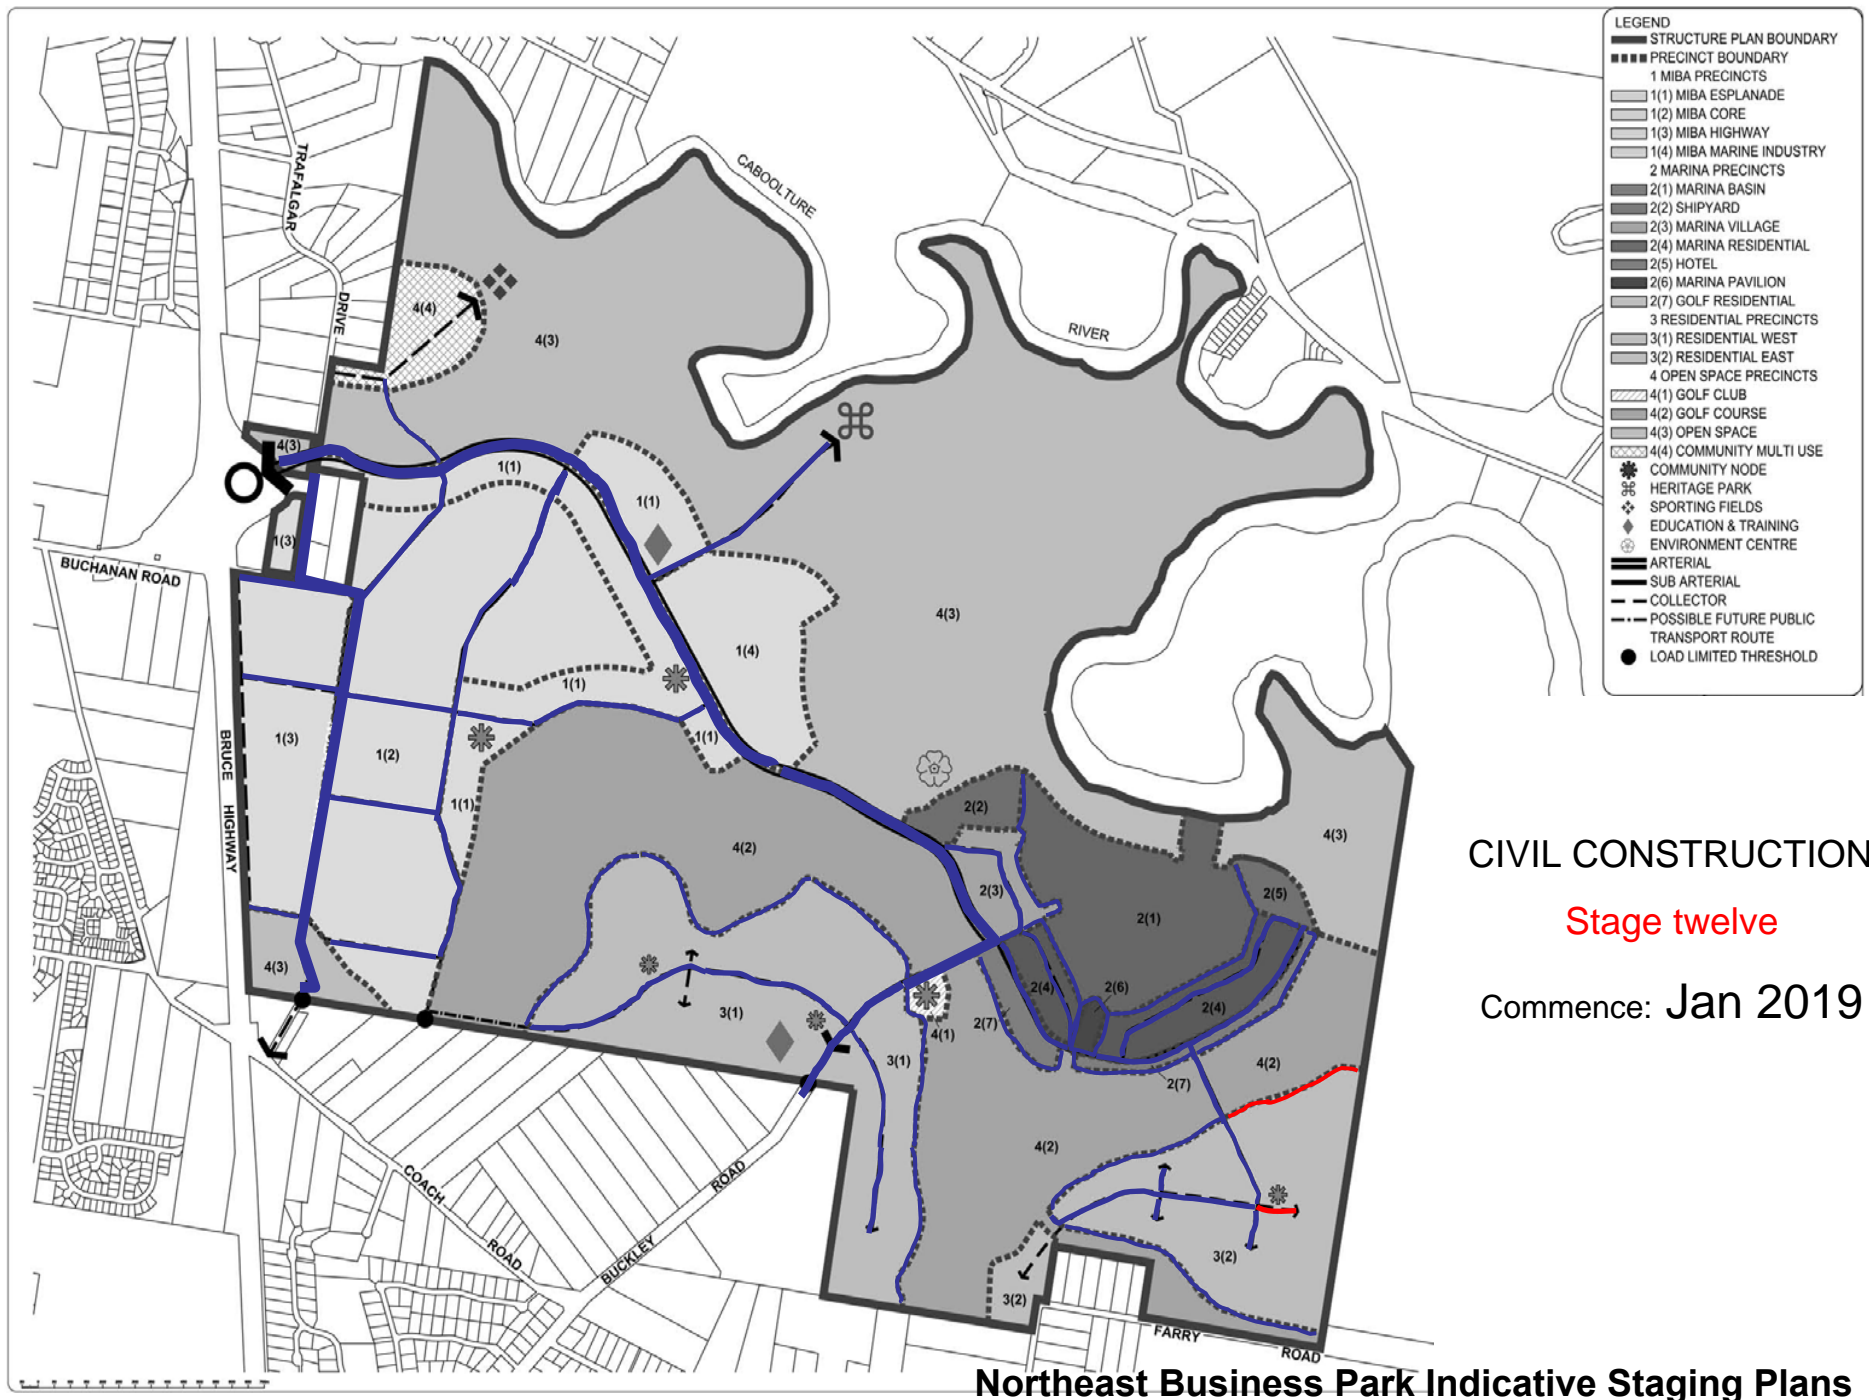 LEGEND
STRUCTURE PLAN BOUNDARY
PRECINCT BOUNDARY
1 MIBA PRECINCTS
1(1) MIBA ESPLANADE
1(2) MIBA CORE
1(3) MIBA HIGHWAY
1(4) MIBA MARINE INDUSTRY
2 MARINA PRECINCTS
2(1) MARINA BASIN
2(2) SHIPYARD
2(3) MARINA VILLAGE
2(4) MARINA RESIDENTIAL
2(5) HOTEL
2(6) MARINA PAVILION
2(7) GOLF RESIDENTIAL
3 RESIDENTIAL PRECINCTS
3(1) RESIDENTIAL WEST
3(2) RESIDENTIAL EAST
4 OPEN SPACE PRECINCTS
4(1) GOLF CLUB
4(2) GOLF COURSE
4(3) OPEN SPACE
4(4) COMMUNITY MULTI USE
COMMUNITY NODE
HERITAGE PARK
SPORTING FIELDS
EDUCATION & TRAINING
ENVIRONMENT CENTRE
ARTERIAL
SUB ARTERIAL
COLLECTOR
POSSIBLE FUTURE PUBLIC
TRANSPORT ROUTE
LOAD LIMITED THRESHOLD
TRAFALGAR
DRIVE
CABOOLTURE
RIVER
4(4)
4(3)
4(3)
1(1)
1(1)
1(3)
BUCHANAN ROAD
4(3)
1(4)
1(1)
1(3)
1(2)
1(1)
1(1)
BRUCE HIGHWAY
2(2)
4(3)
4(2)
2(3)
2(5)
2(1)
4(3)
2(4)
2(6)
2(4)
3(1)
2(7)
4(1)
3(1)
4(2)
2(7)
4(2)
3(2)
3(2)
COACH
ROAD
BUCKLEY
ROAD
FARRY
ROAD
CIVIL CONSTRUCTION
Stage twelve
Commence: Jan 2019
Northeast Business Park Indicative Staging Plans